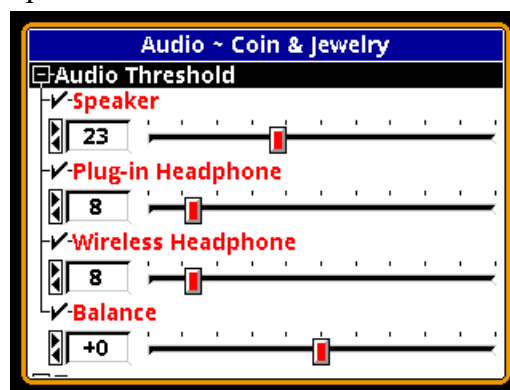 Audio ~ Coin & Jewelry
Audio Threshold
Speaker
23
Plug-in Headphone
8
Wireless Headphone
8
Balance
+0